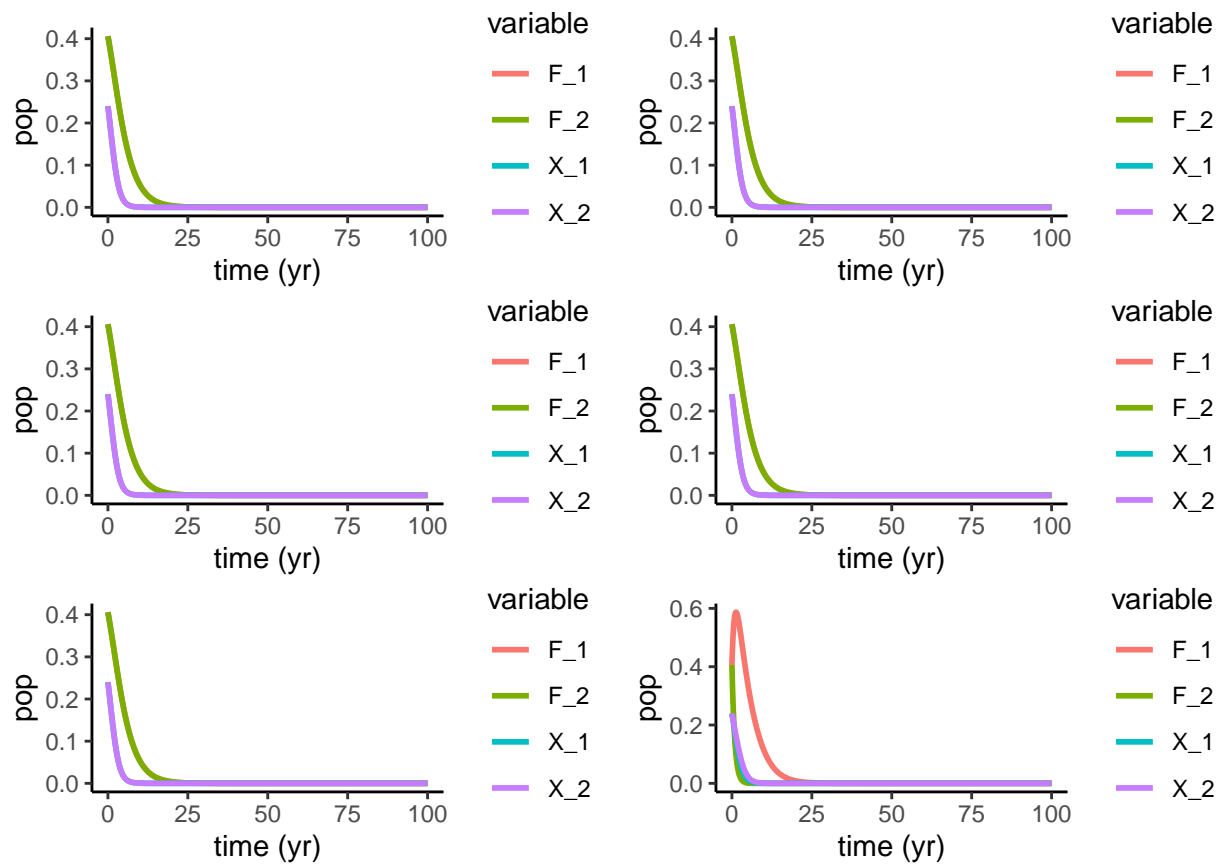 variable
0.4
0.3
0.2
0.1
0.0
pop
F_1
F_2
X_1
X_2
0 25 50 75 100
time (yr)
variable
0.4
0.3
0.2
0.1
0.0
pop
F_1
F_2
X_1
X_2
0 25 50 75 100
time (yr)
variable
0.4
0.3
0.2
0.1
0.0
pop
F_1
F_2
X_1
X_2
0 25 50 75 100
time (yr)
variable
0.4
0.3
0.2
0.1
0.0
pop
F_1
F_2
X_1
X_2
0 25 50 75 100
time (yr)
variable
0.4
0.3
0.2
0.1
0.0
pop
F_1
F_2
X_1
X_2
0 25 50 75 100
time (yr)
variable
0.6
0.4
0.2
0.0
pop
F_1
F_2
X_1
X_2
0 25 50 75 100
time (yr)